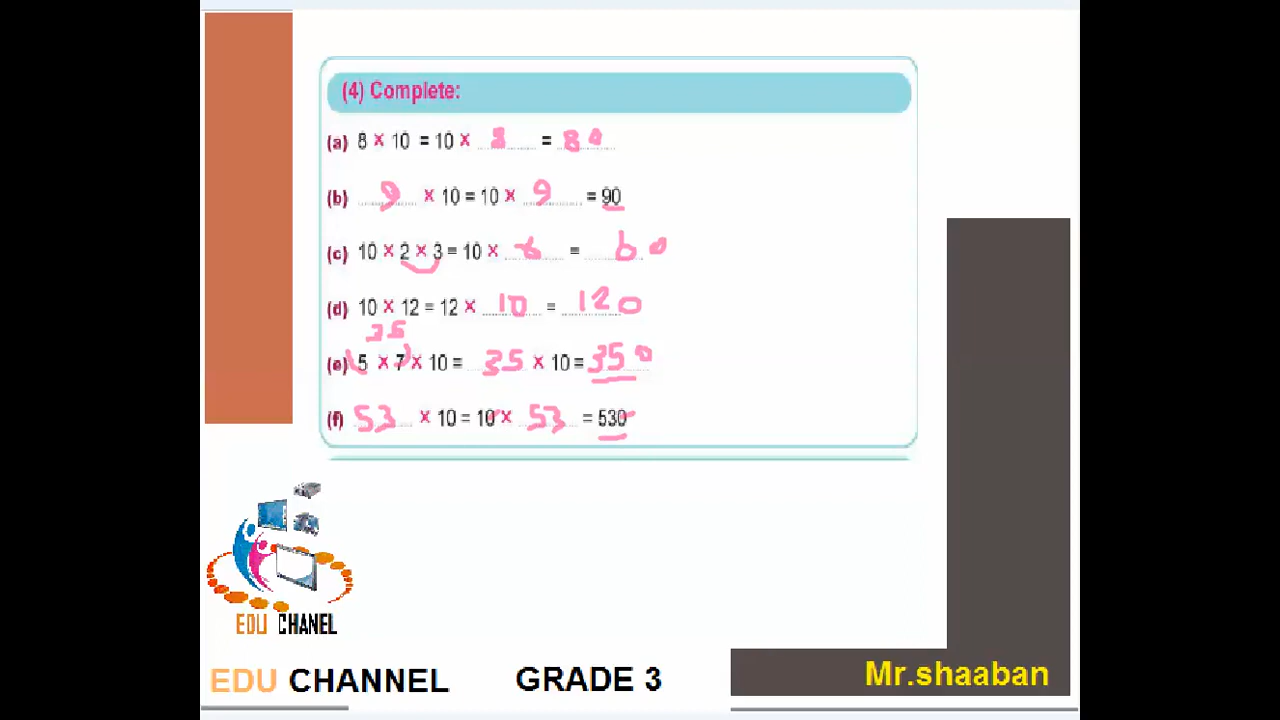 (4) Complete:
(a) 8 × 10 = 10 × 8 = 80
(b) 9 × 10 = 10 × 9 = 90
(c) 10 × 2 × 3 = 10 × 6 = 60
(d) 10 × 12 = 12 × 10 = 120
35
(e) (5 × 7) × 10 = 35 × 10 = 350
(f) 53 × 10 = 10 × 53 = 530
EDU CHANEL
EDU CHANNEL GRADE 3 Mr.shaaban